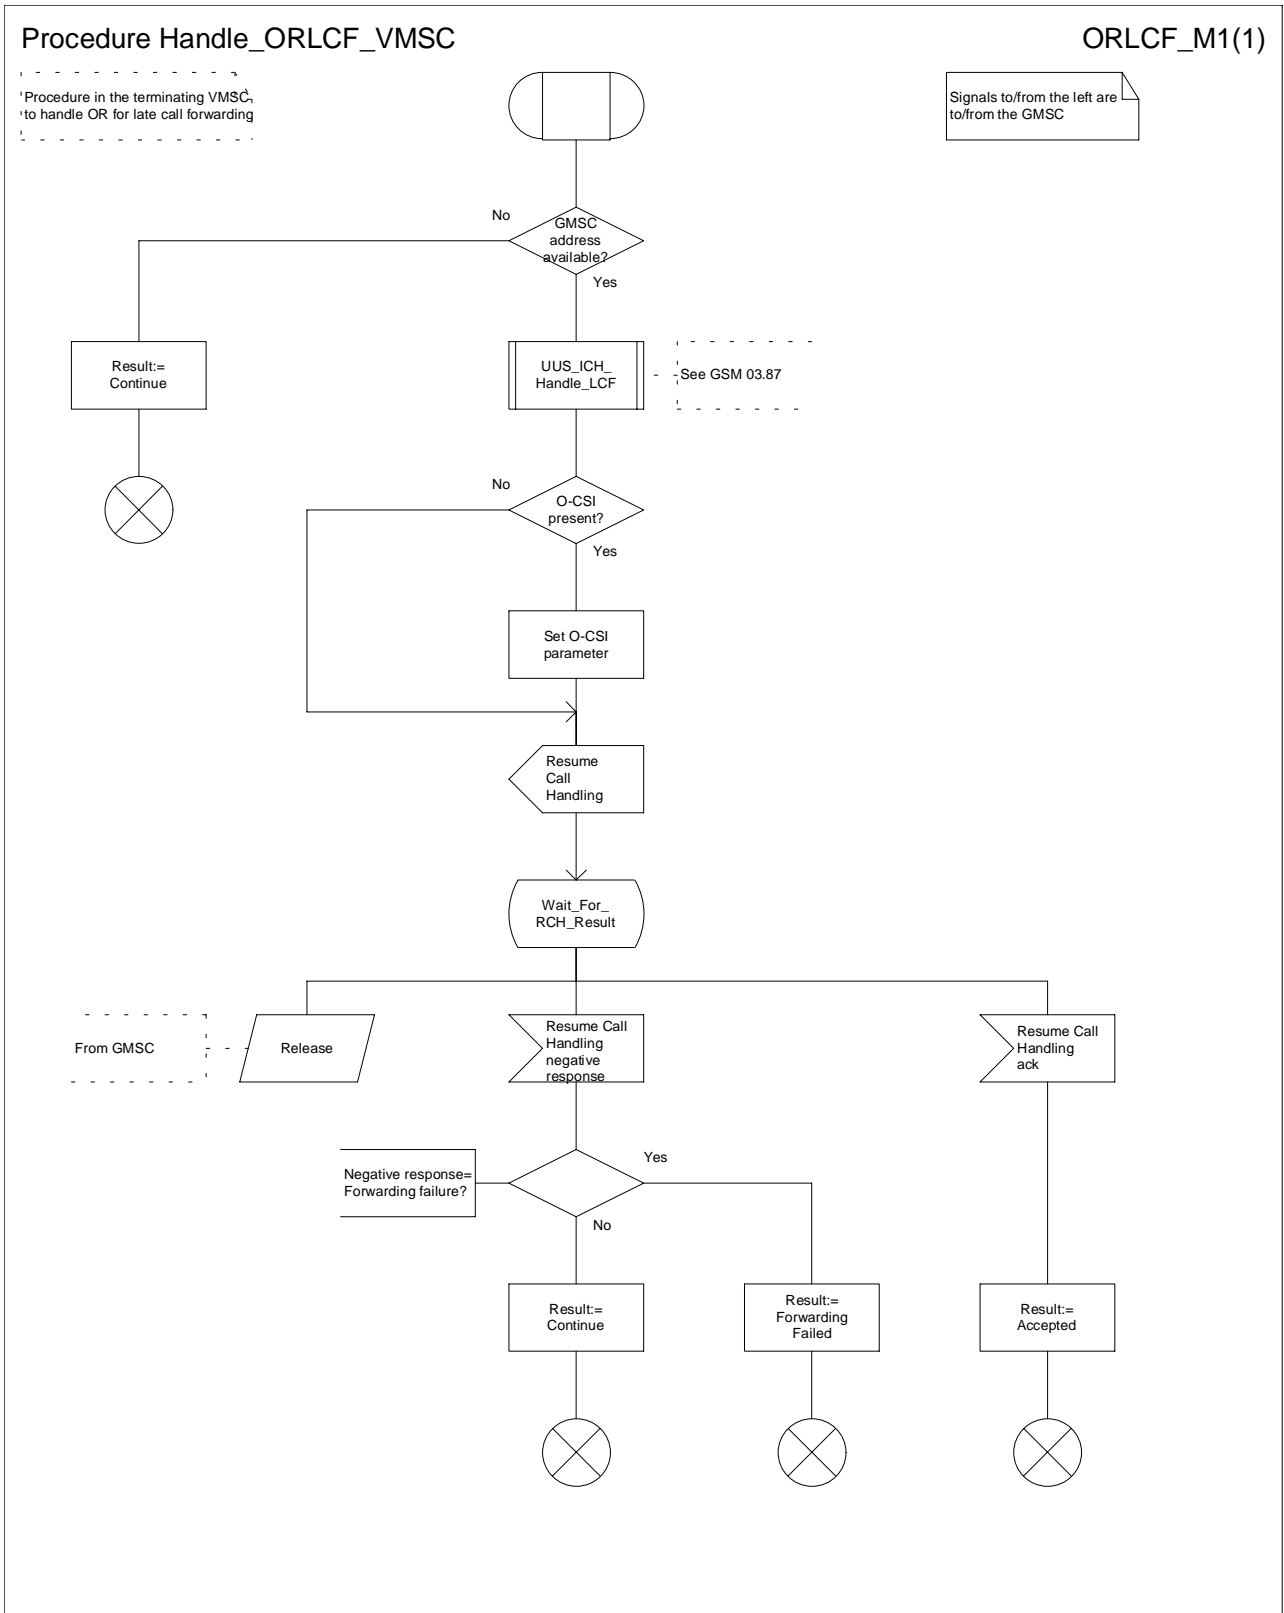 Procedure Handle_ORLCF_VMSC
ORLCF_M1(1)
Procedure in the terminating VMSC,
to handle OR for late call forwarding
Signals to/from the left are
to/from the GMSC
No
GMSC
address
available?
Yes
Result:=
Continue
UUS_ICH_
Handle_LCF
See GSM 03.87
No
O-CSI
present?
Yes
Set O-CSI
parameter
Resume
Call
Handling
Wait_For_
RCH_Result
From GMSC
Release
Resume Call
Handling
negative
response
Resume Call
Handling
ack
Negative response=
Forwarding failure?
Yes
No
Result:=
Continue
Result:=
Forwarding
Failed
Result:=
Accepted